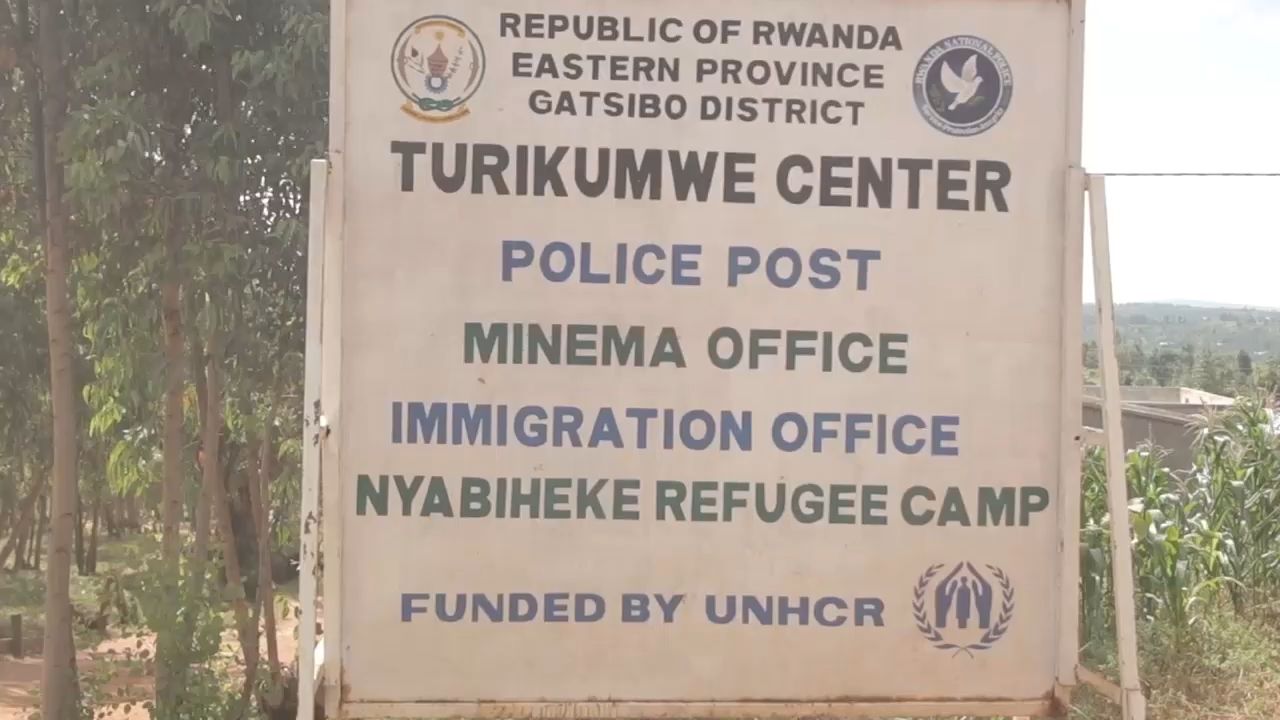 REPUBLIC OF RWANDA
EASTERN PROVINCE
GATSIBO DISTRICT
TURIKUMWE CENTER
POLICE POST
MINEMA OFFICE
IMMIGRATION OFFICE
NYABIHEKE REFUGEE CAMP
FUNDED BY UNHCR